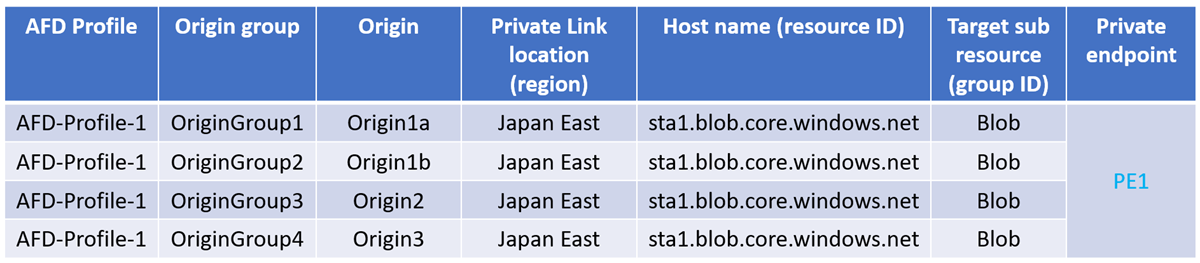 AFD Profile Origin group Origin Private Link location (region) Host name (resource ID) Target sub resource (group ID) Private endpoint
AFD-Profile-1 OriginGroup1 Origin1a Japan East sta1.blob.core.windows.net Blob
AFD-Profile-1 OriginGroup2 Origin1b Japan East sta1.blob.core.windows.net Blob
PE1
AFD-Profile-1 OriginGroup3 Origin2 Japan East sta1.blob.core.windows.net Blob
AFD-Profile-1 OriginGroup4 Origin3 Japan East sta1.blob.core.windows.net Blob